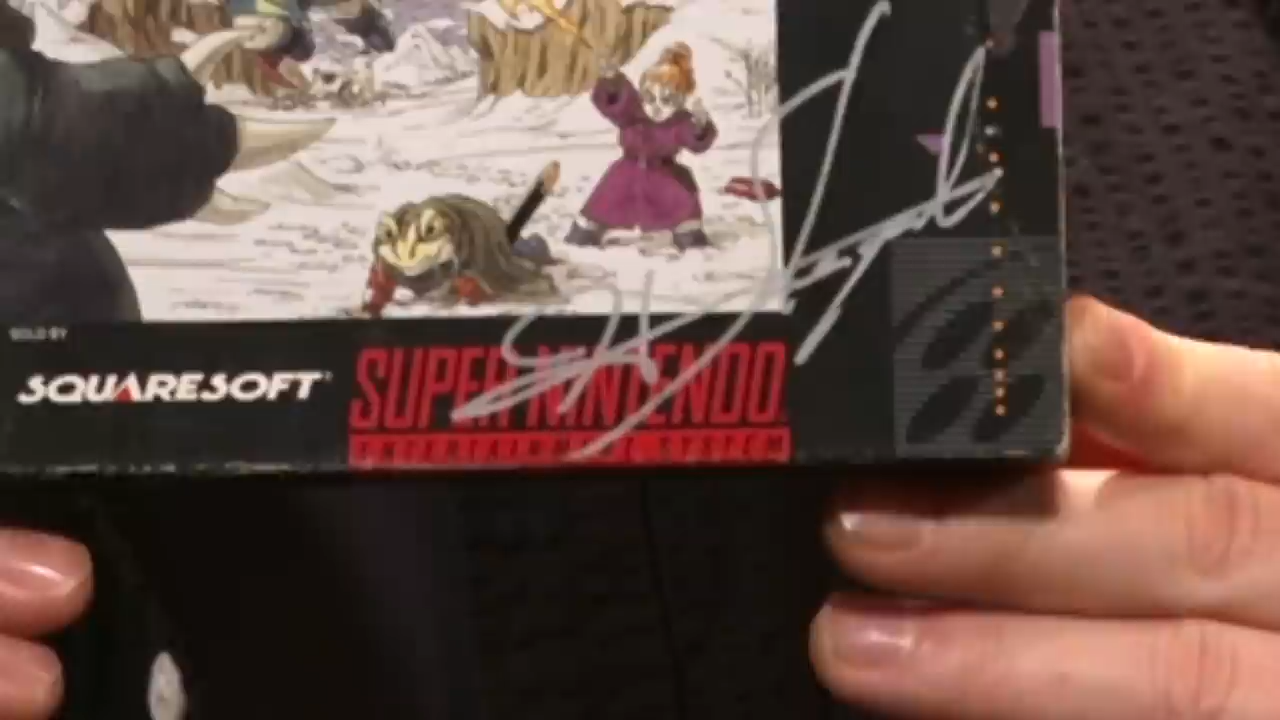 SOLD BY
SQUARESOFT
SUPER NINTENDO
ENTERTAINMENT SYSTEM